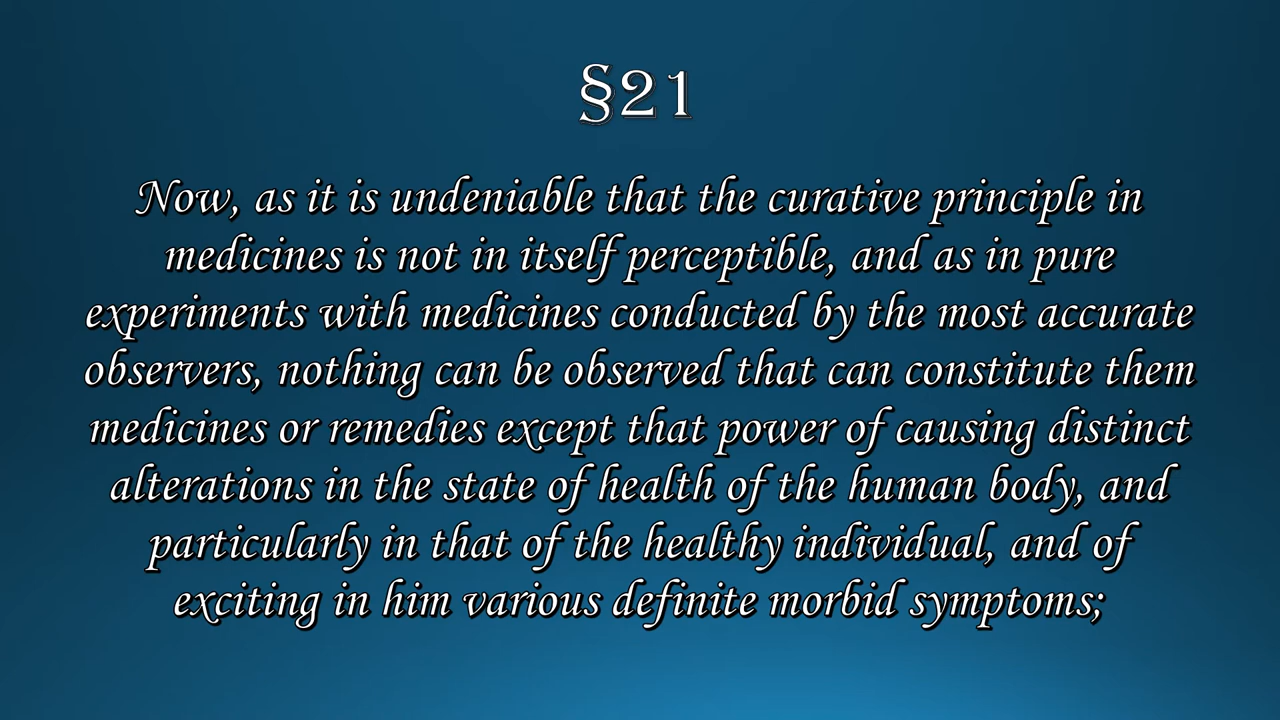 §21
Now, as it is undeniable that the curative principle in
medicines is not in itself perceptible, and as in pure
experiments with medicines conducted by the most accurate
observers, nothing can be observed that can constitute them
medicines or remedies except that power of causing distinct
alterations in the state of health of the human body, and
particularly in that of the healthy individual, and of
exciting in him various definite morbid symptoms;